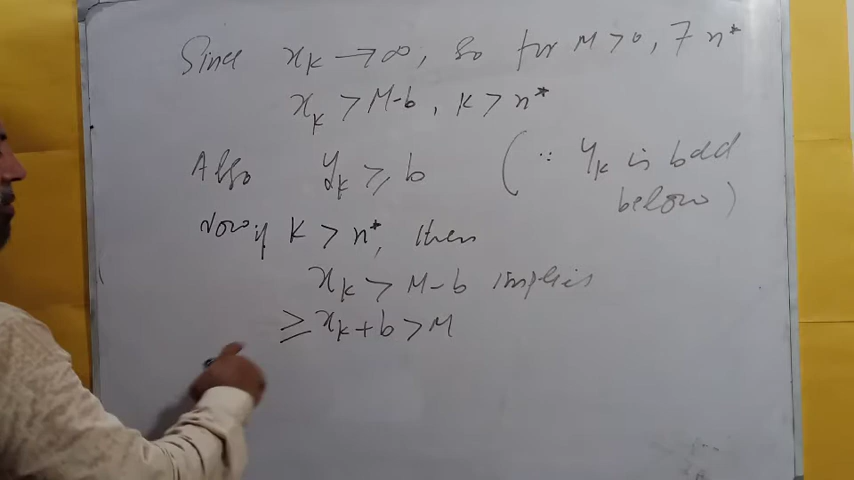 Since xₖ → ∞, so for M > 0, ∃ n*
xₖ > M-b, k > n*
Also yₖ ≥ b (∵ yₖ is bdd
below)
Now if k > n*, then
xₖ > M-b implies
≥ xₖ + b > M